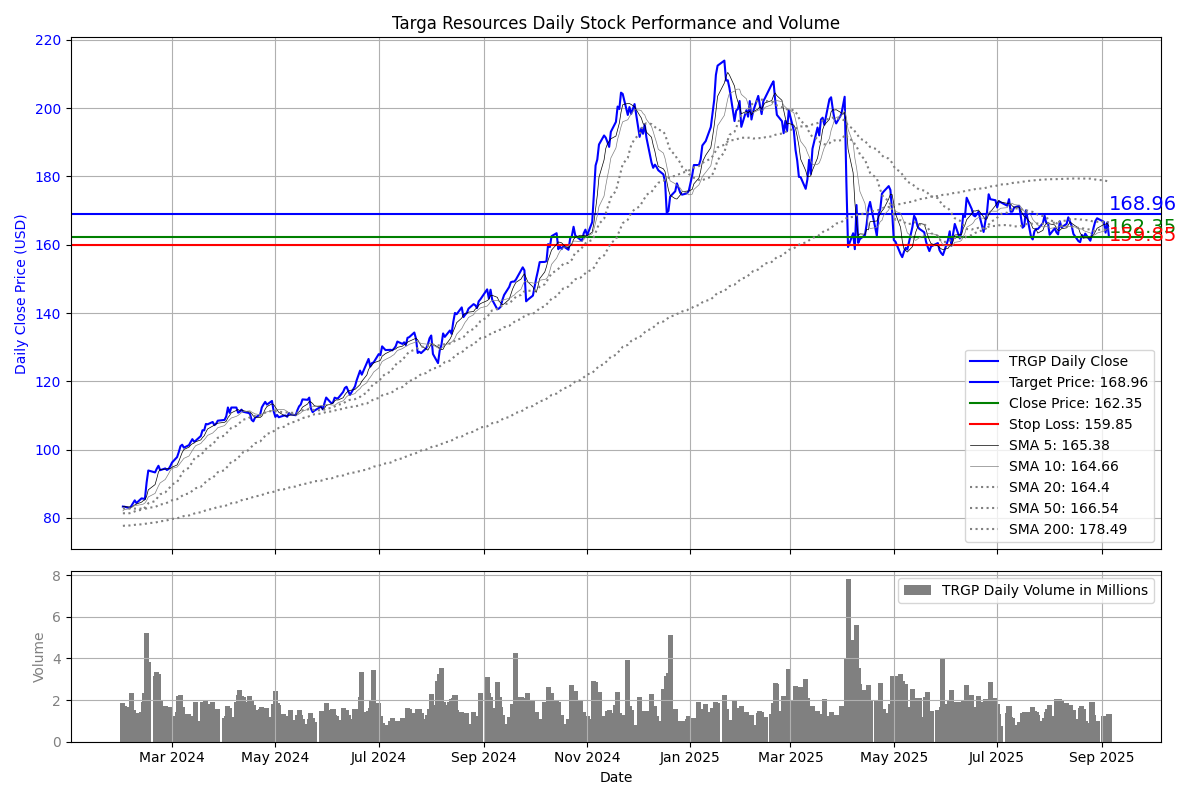 Targa Resources Daily Stock Performance and Volume
Daily Close Price (USD)
220
200
180
160
140
120
100
80
168.96
162.35
159.85
TRGP Daily Close
Target Price: 168.96
Close Price: 162.35
Stop Loss: 159.85
SMA 5: 165.38
SMA 10: 164.66
SMA 20: 164.4
SMA 50: 166.54
SMA 200: 178.49
Volume
8
6
4
2
0
TRGP Daily Volume in Millions
Mar 2024 May 2024 Jul 2024 Sep 2024 Nov 2024 Jan 2025 Mar 2025 May 2025 Jul 2025 Sep 2025
Date